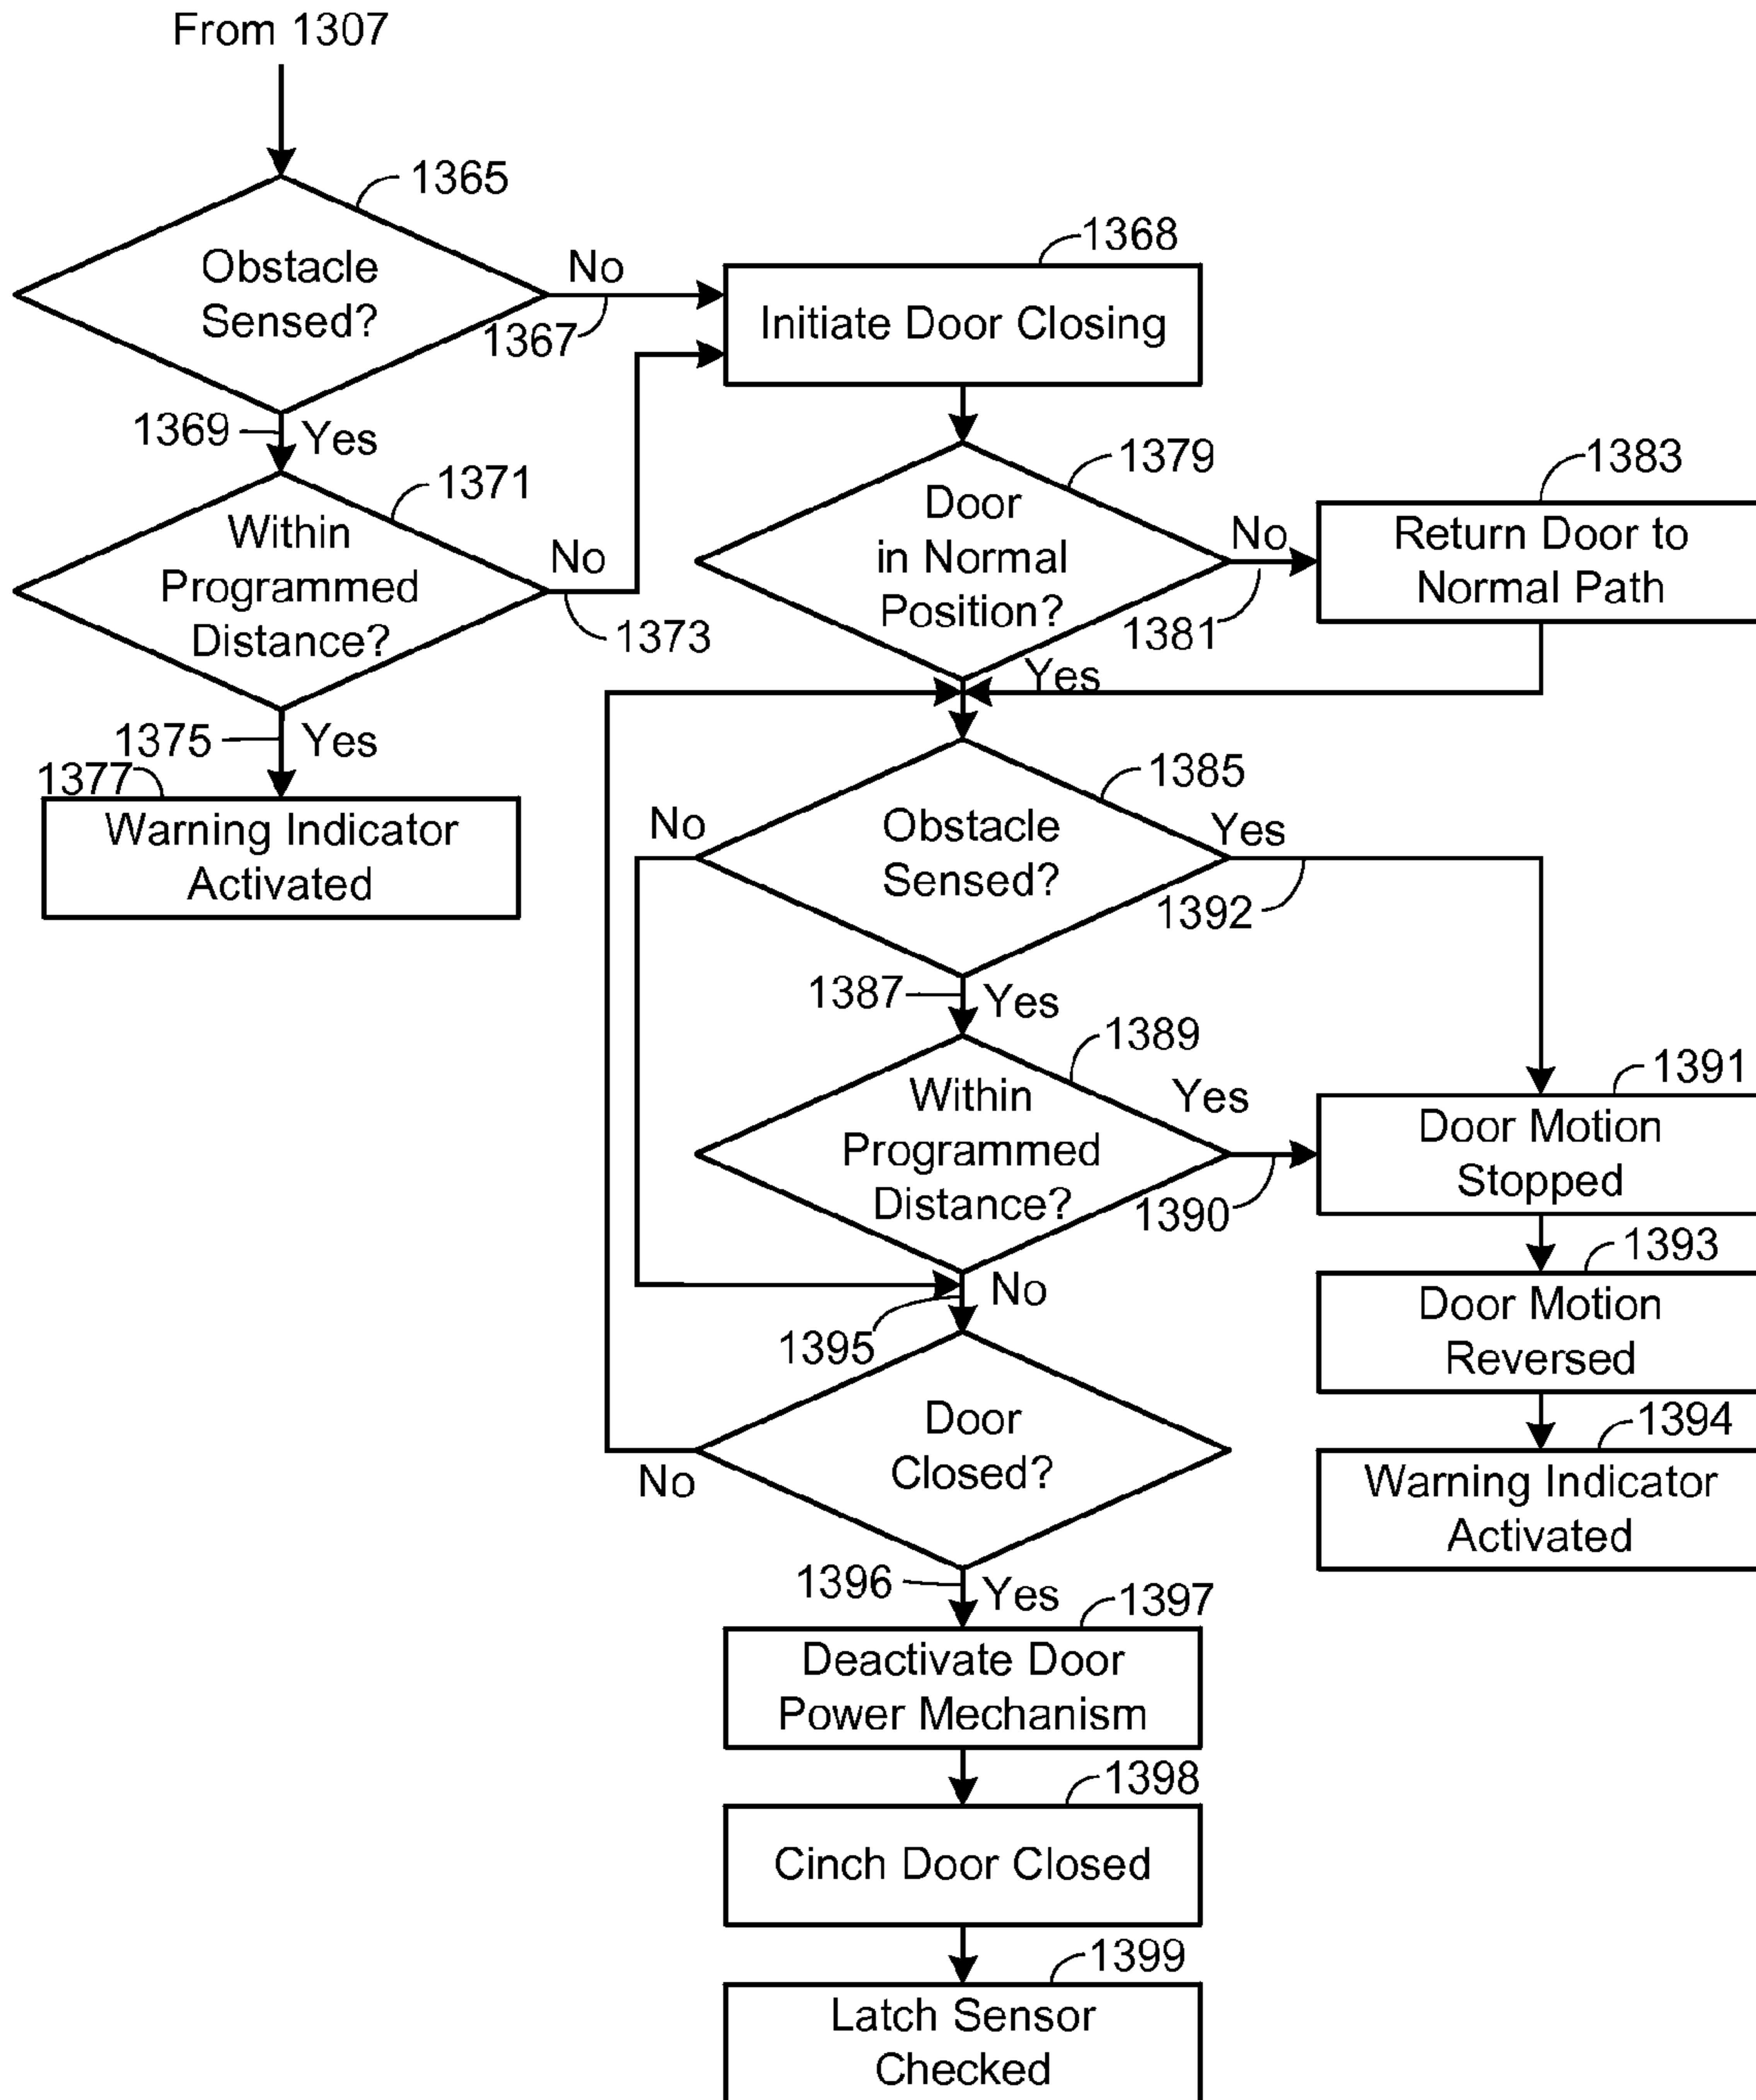 From 1307
1365
Obstacle
Sensed?
No
1367
1368
Initiate Door Closing
1369
Yes
1371
Within
Programmed
Distance?
No
1373
1375
Yes
1377
Warning Indicator
Activated
1379
Door
in Normal
Position?
No
1381
1383
Return Door to
Normal Path
Yes
1385
Obstacle
Sensed?
No
Yes
1392
1387
Yes
1389
Within
Programmed
Distance?
Yes
1390
1391
Door Motion
Stopped
1393
Door Motion
Reversed
1394
Warning Indicator
Activated
No
1395
Door
Closed?
No
1396
Yes
1397
Deactivate Door
Power Mechanism
1398
Cinch Door Closed
1399
Latch Sensor
Checked